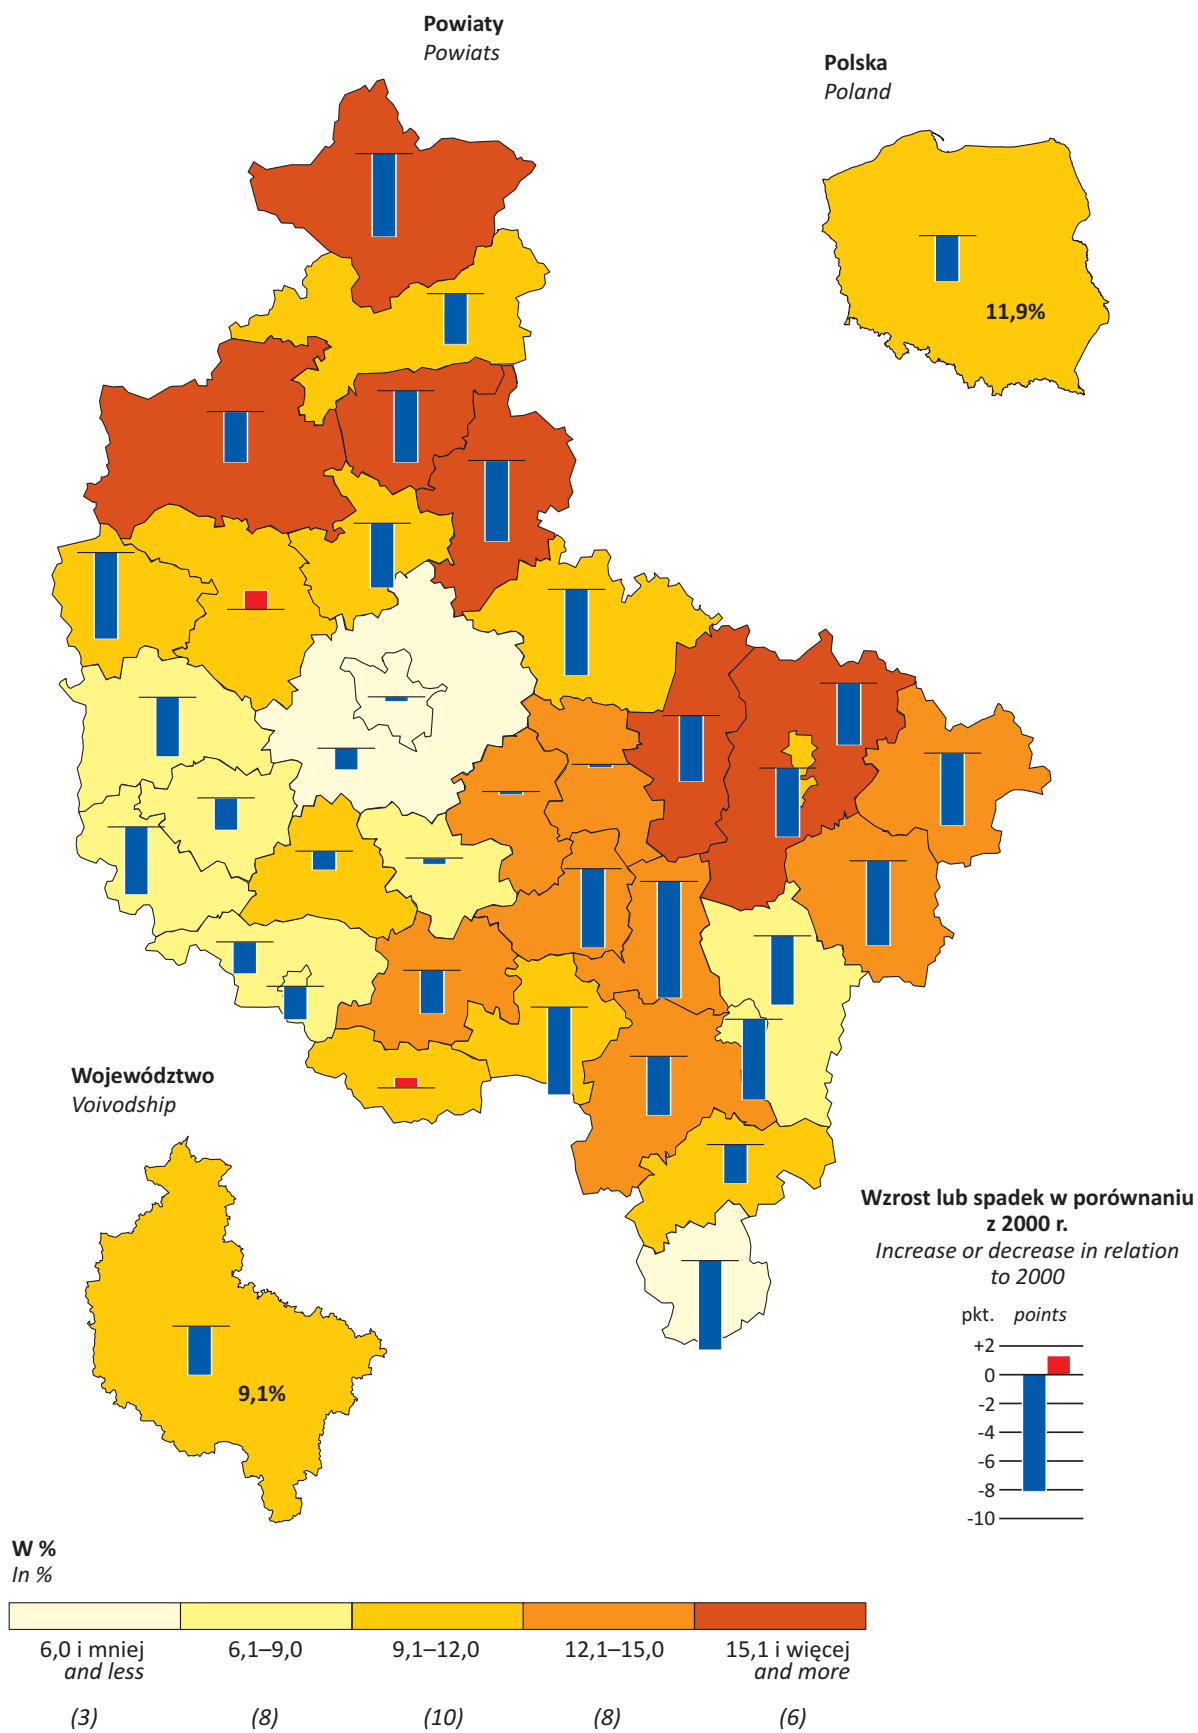 Powiaty
Powiats
Polska
Poland
11,9%
Województwo
Voivodship
9,1%
Wzrost lub spadek w porównaniu
z 2000 r.
Increase or decrease in relation
to 2000
pkt. points
+2
0
-2
-4
-6
-8
-10
W %
In %
6,0 i mniej 6,1–9,0 9,1–12,0 12,1–15,0 15,1 i więcej
and less and more
(3) (8) (10) (8) (6)